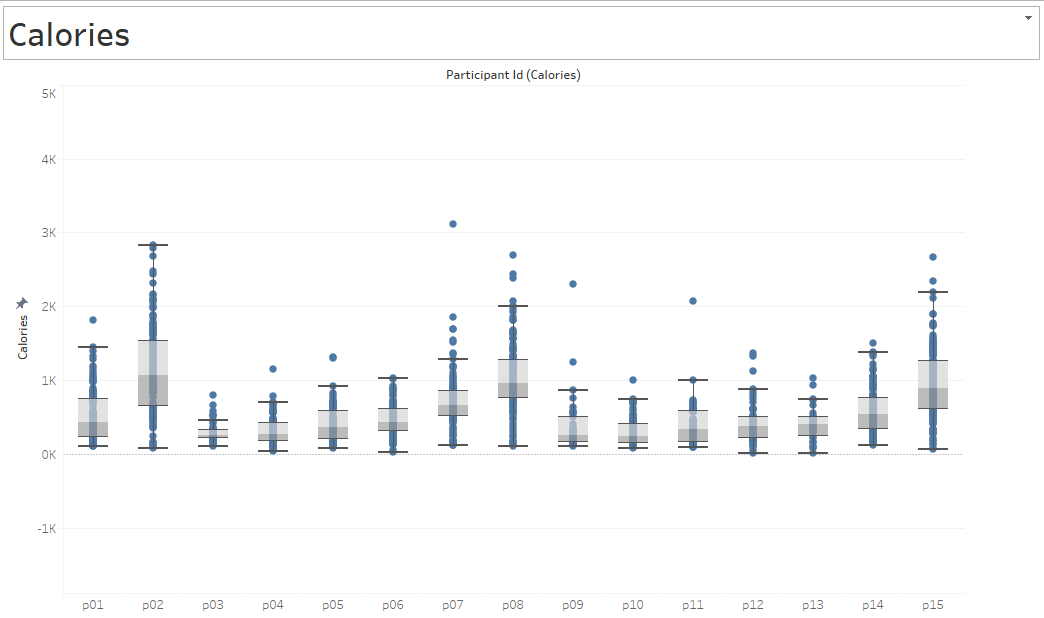 Calories
Participant Id (Calories)
5K
4K
3K
2K
1K
0K
-1K
Calories
p01 p02 p03 p04 p05 p06 p07 p08 p09 p10 p11 p12 p13 p14 p15